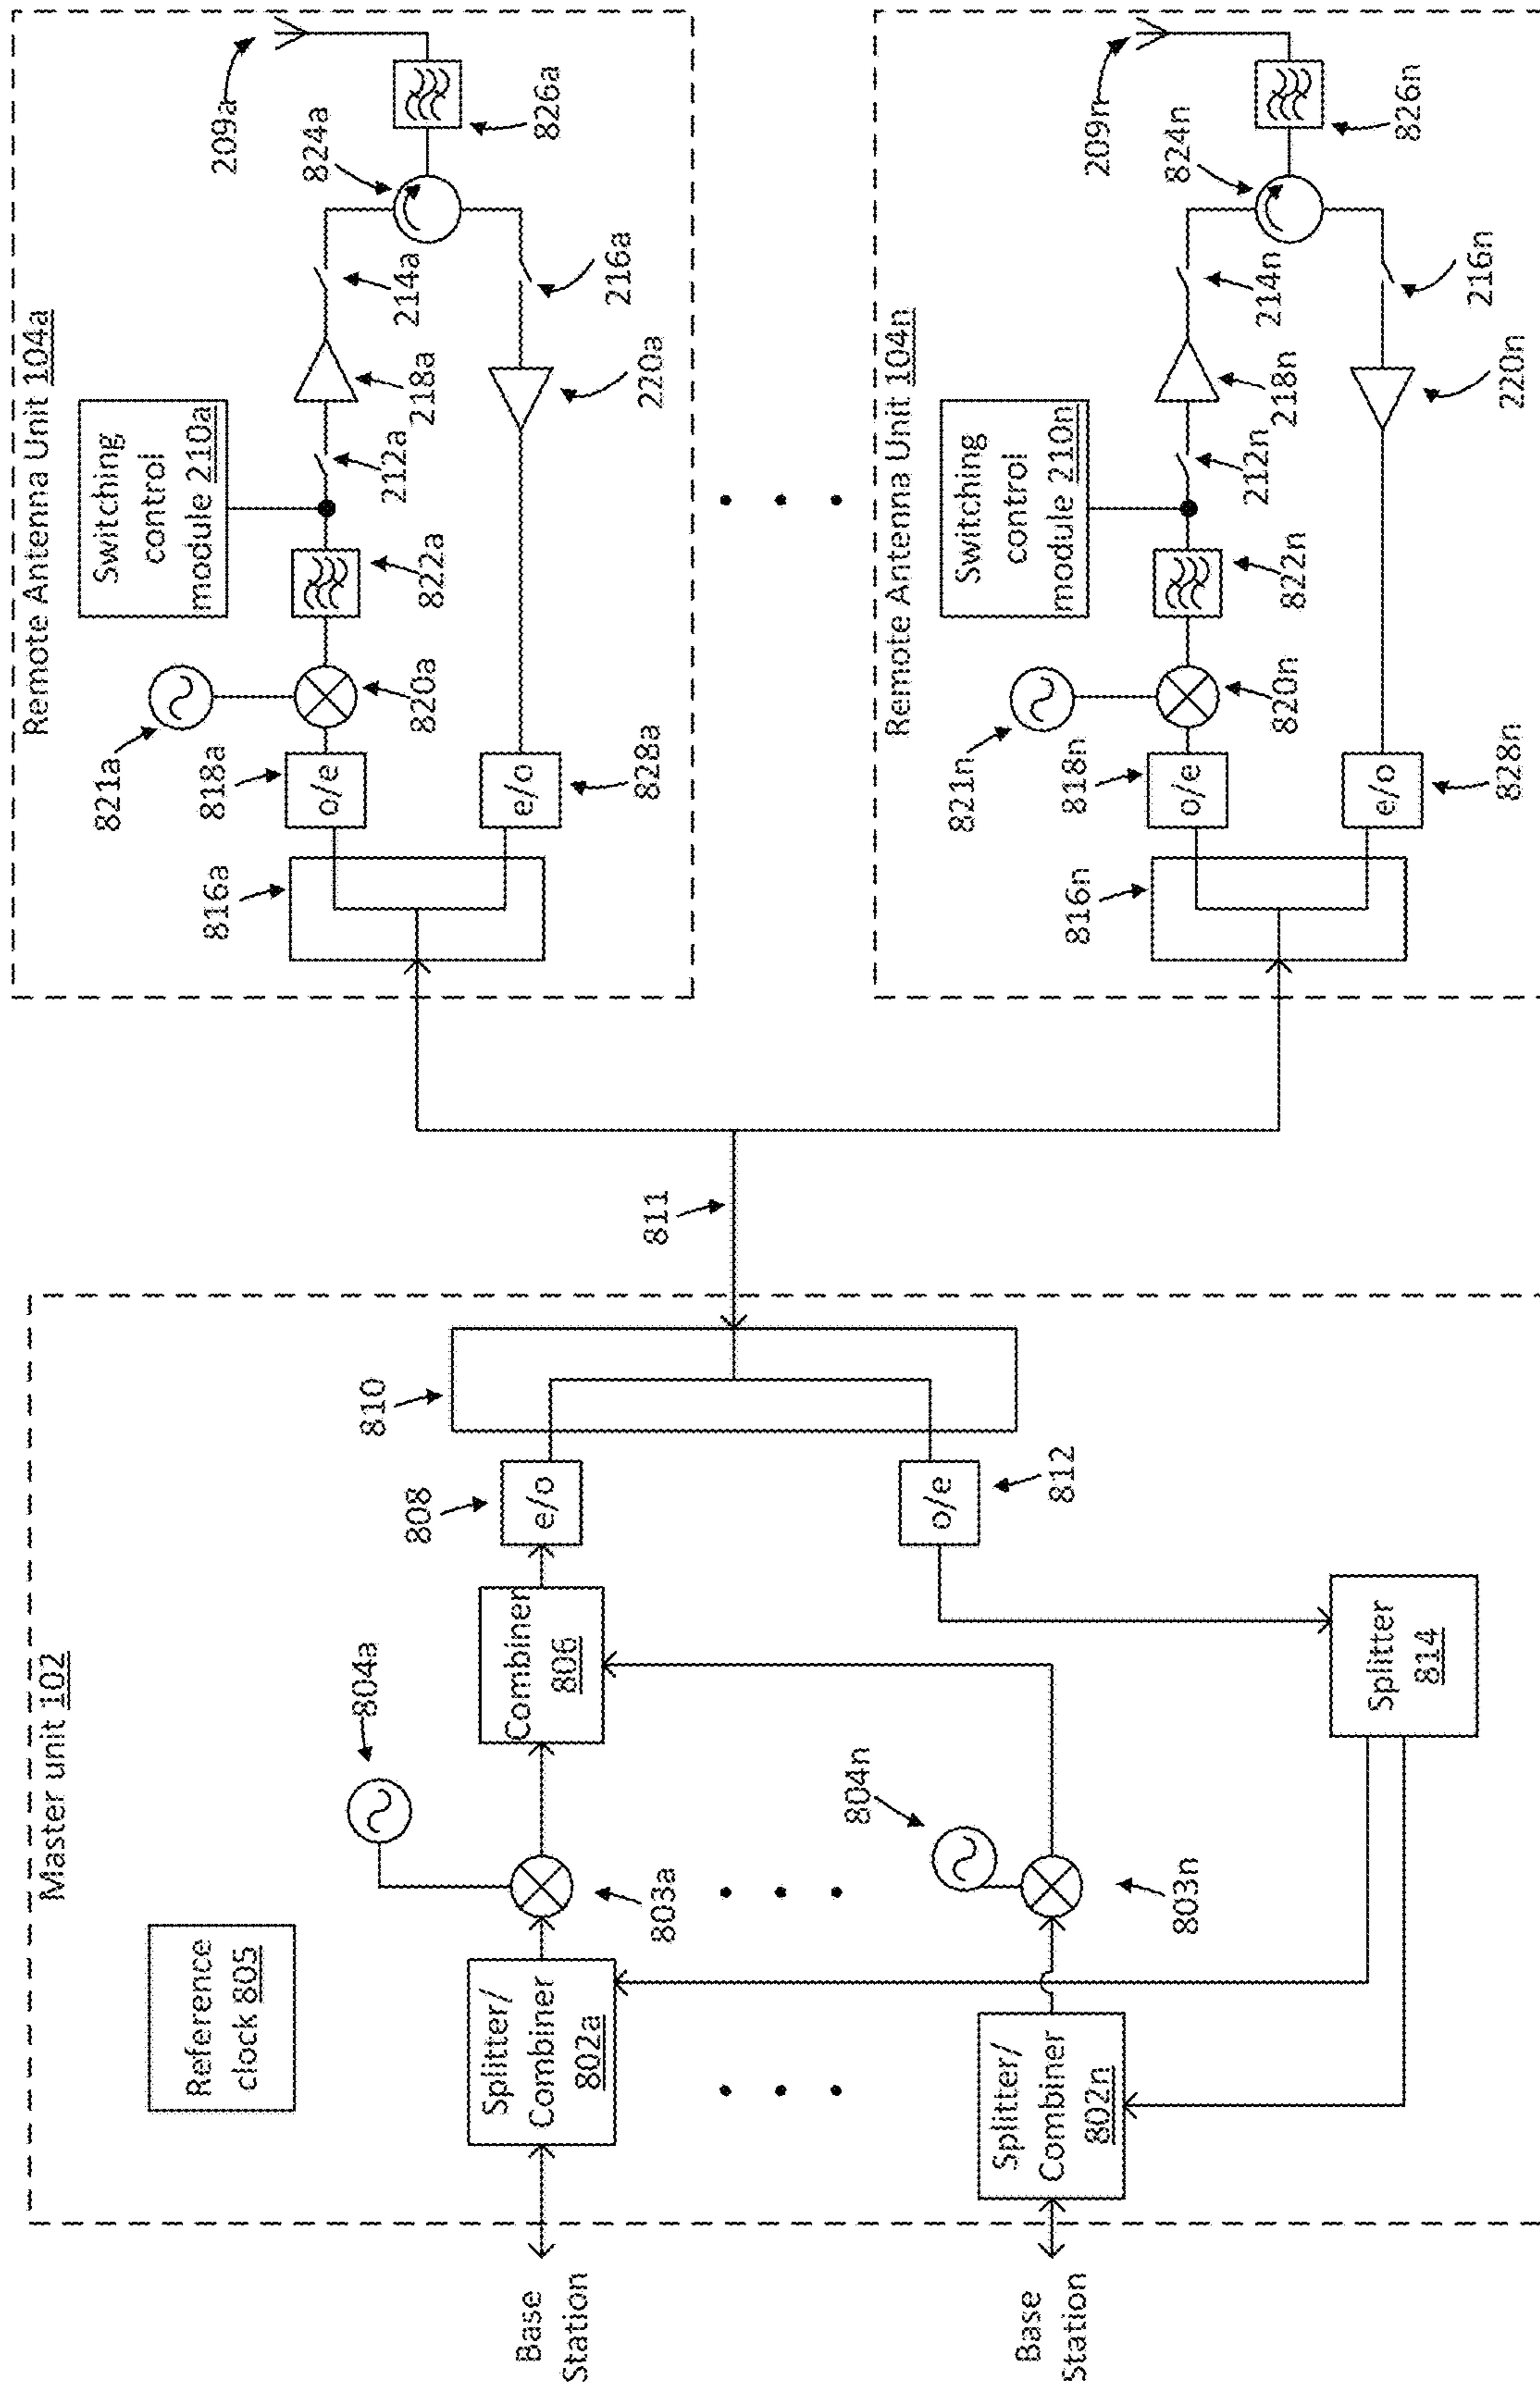 Master unit 102
Reference
clock 805
Base
Station
Splitter/
Combiner
802a
803a
804a
Combiner
806
808
e/o
810
811
Base
Station
Splitter/
Combiner
802n
803n
804n
o/e
812
Splitter
814
Remote Antenna Unit 104a
Switching
control
module 210a
821a
816a
818a
o/e
820a
822a
212a
218a
214a
824a
209a
826a
216a
220a
e/o
828a
Remote Antenna Unit 104n
Switching
control
module 210n
821n
816n
818n
o/e
820n
822n
212n
218n
214n
824n
209n
826n
216n
220n
e/o
828n